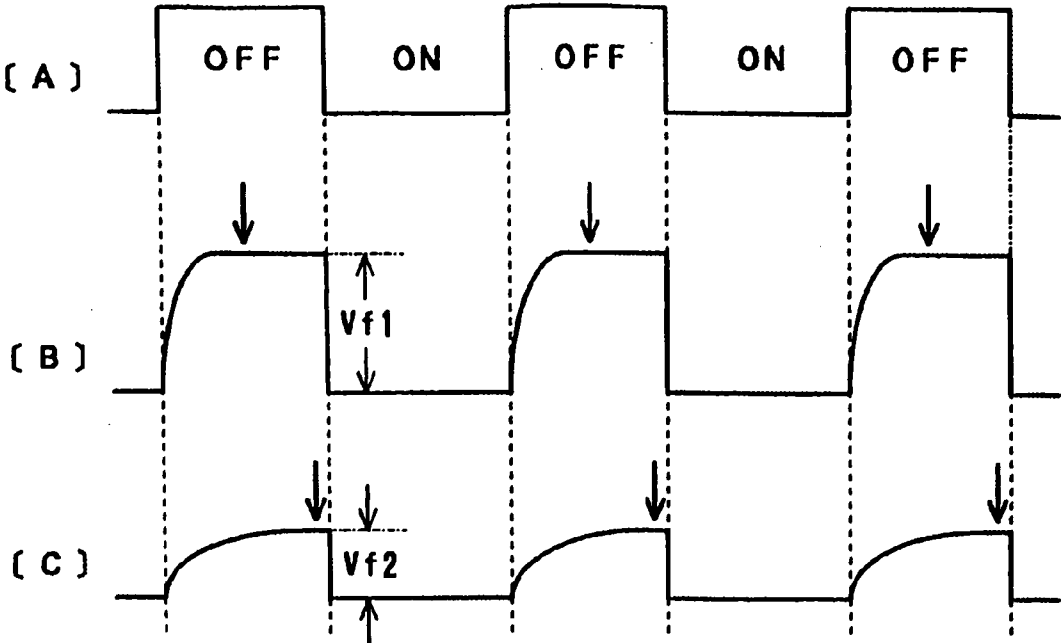 [ A ] OFF ON OFF ON OFF
Vf1
[ B ]
Vf2
[ C ]